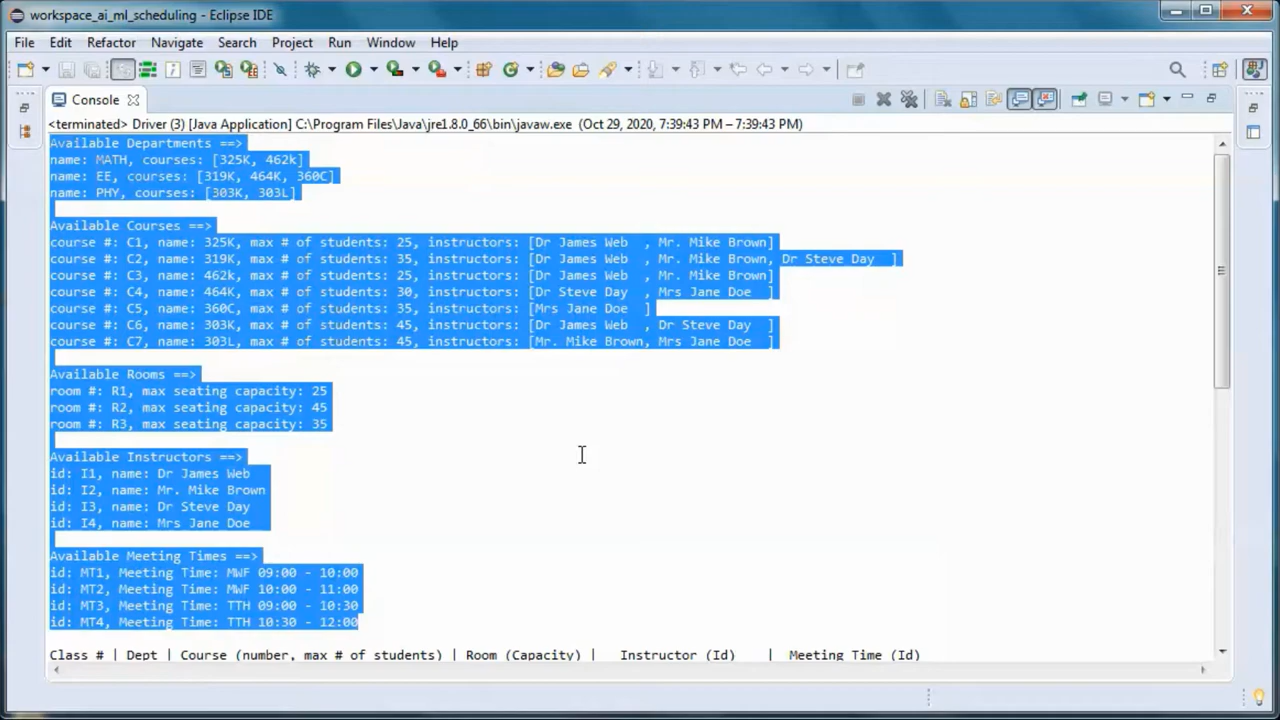 workspace_ai_ml_scheduling - Eclipse IDE
File Edit Refactor Navigate Search Project Run Window Help
Console
<terminated> Driver (3) [Java Application] C:\Program Files\Java\jre1.8.0_66\bin\javaw.exe (Oct 29, 2020, 7:39:43 PM – 7:39:43 PM)
Available Departments ==>
name: MATH, courses: [325K, 462k]
name: EE, courses: [319K, 464K, 360C]
name: PHY, courses: [303K, 303L]
Available Courses ==>
course #: C1, name: 325K, max # of students: 25, instructors: [Dr James Web , Mr. Mike Brown]
course #: C2, name: 319K, max # of students: 35, instructors: [Dr James Web , Mr. Mike Brown, Dr Steve Day ]
course #: C3, name: 462k, max # of students: 25, instructors: [Dr James Web , Mr. Mike Brown]
course #: C4, name: 464K, max # of students: 30, instructors: [Dr Steve Day , Mrs Jane Doe ]
course #: C5, name: 360C, max # of students: 35, instructors: [Mrs Jane Doe ]
course #: C6, name: 303K, max # of students: 45, instructors: [Dr James Web , Dr Steve Day ]
course #: C7, name: 303L, max # of students: 45, instructors: [Mr. Mike Brown, Mrs Jane Doe ]
Available Rooms ==>
room #: R1, max seating capacity: 25
room #: R2, max seating capacity: 45
room #: R3, max seating capacity: 35
Available Instructors ==>
id: I1, name: Dr James Web
id: I2, name: Mr. Mike Brown
id: I3, name: Dr Steve Day
id: I4, name: Mrs Jane Doe
Available Meeting Times ==>
id: MT1, Meeting Time: MWF 09:00 - 10:00
id: MT2, Meeting Time: MWF 10:00 - 11:00
id: MT3, Meeting Time: TTH 09:00 - 10:30
id: MT4, Meeting Time: TTH 10:30 - 12:00
Class # | Dept | Course (number, max # of students) | Room (Capacity) | Instructor (Id) | Meeting Time (Id)